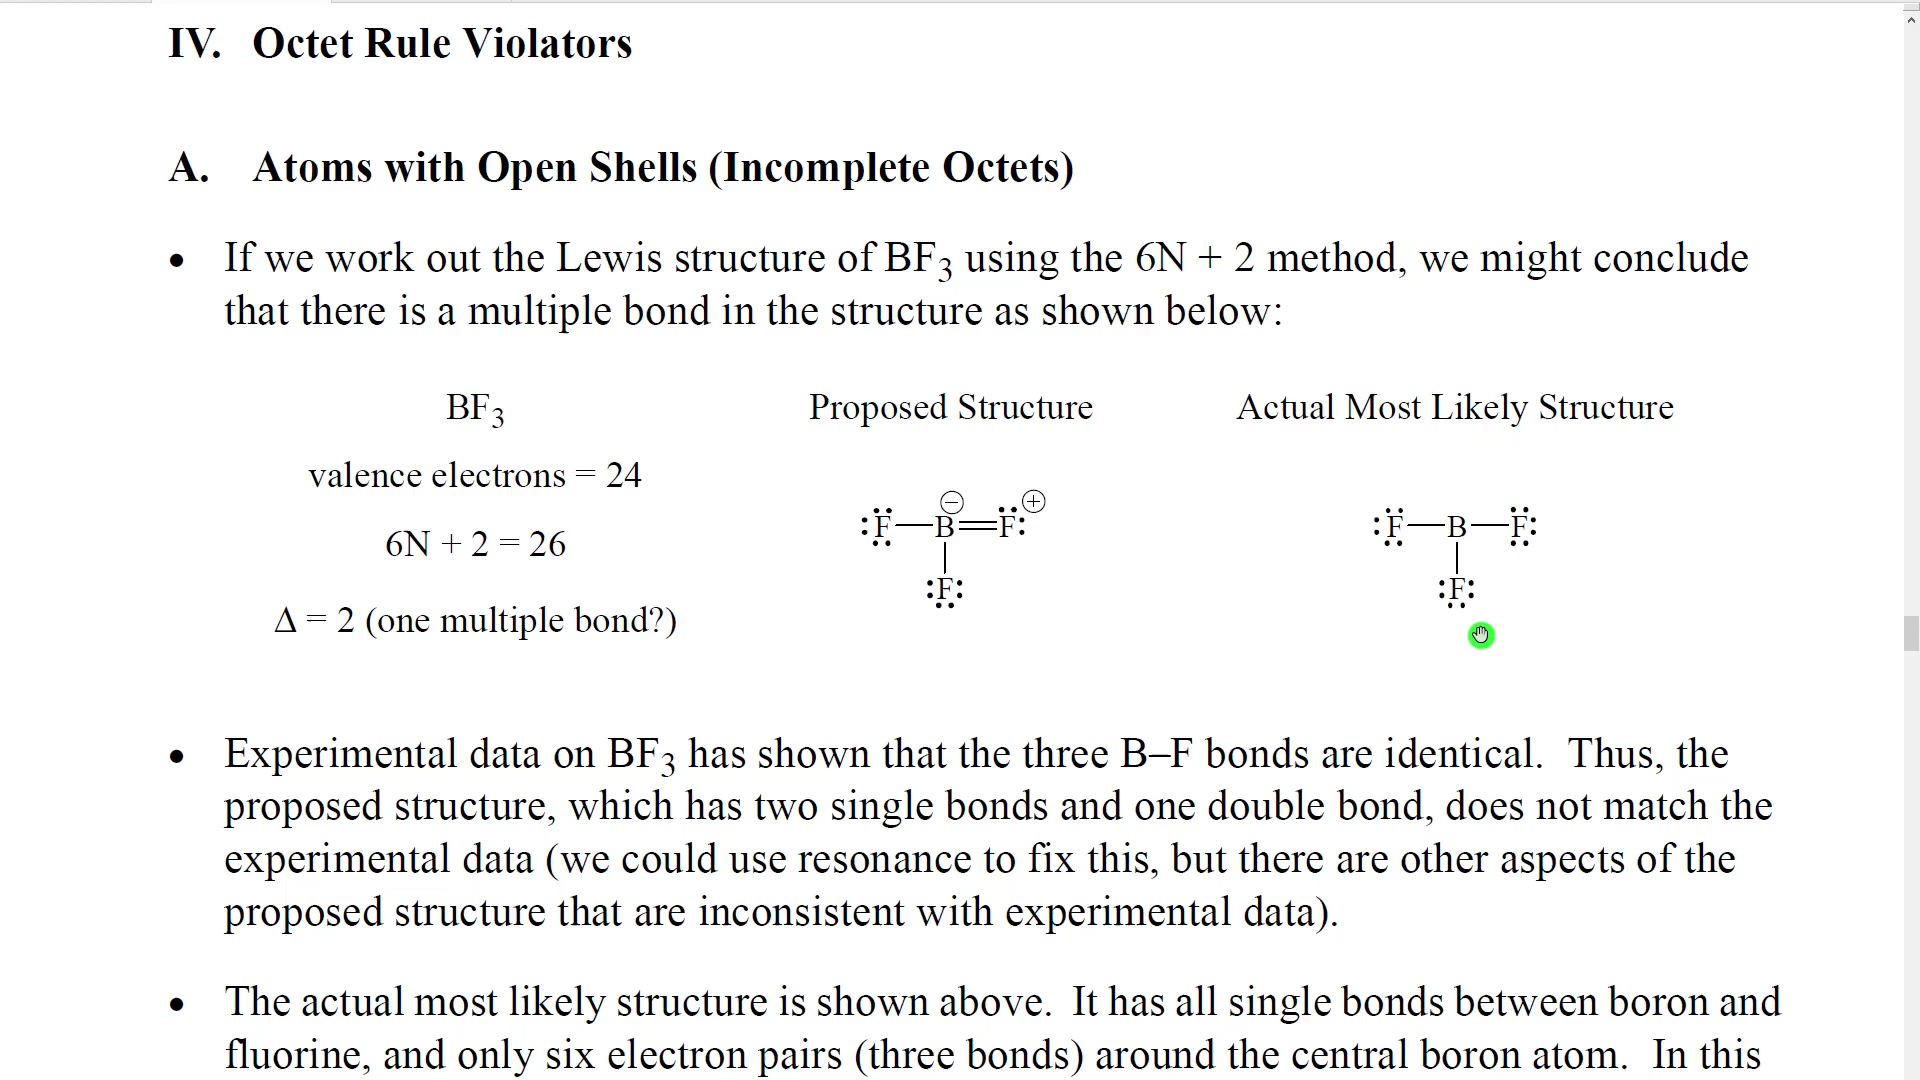 IV. Octet Rule Violators
A. Atoms with Open Shells (Incomplete Octets)
• If we work out the Lewis structure of BF₃ using the 6N + 2 method, we might conclude
that there is a multiple bond in the structure as shown below:
BF₃ Proposed Structure Actual Most Likely Structure
valence electrons = 24
6N + 2 = 26
Δ = 2 (one multiple bond?)
⊖ ⊕
:F—B=F: :F—B—F:
:F: :F:
• Experimental data on BF₃ has shown that the three B–F bonds are identical. Thus, the
proposed structure, which has two single bonds and one double bond, does not match the
experimental data (we could use resonance to fix this, but there are other aspects of the
proposed structure that are inconsistent with experimental data).
• The actual most likely structure is shown above. It has all single bonds between boron and
fluorine, and only six electron pairs (three bonds) around the central boron atom. In this